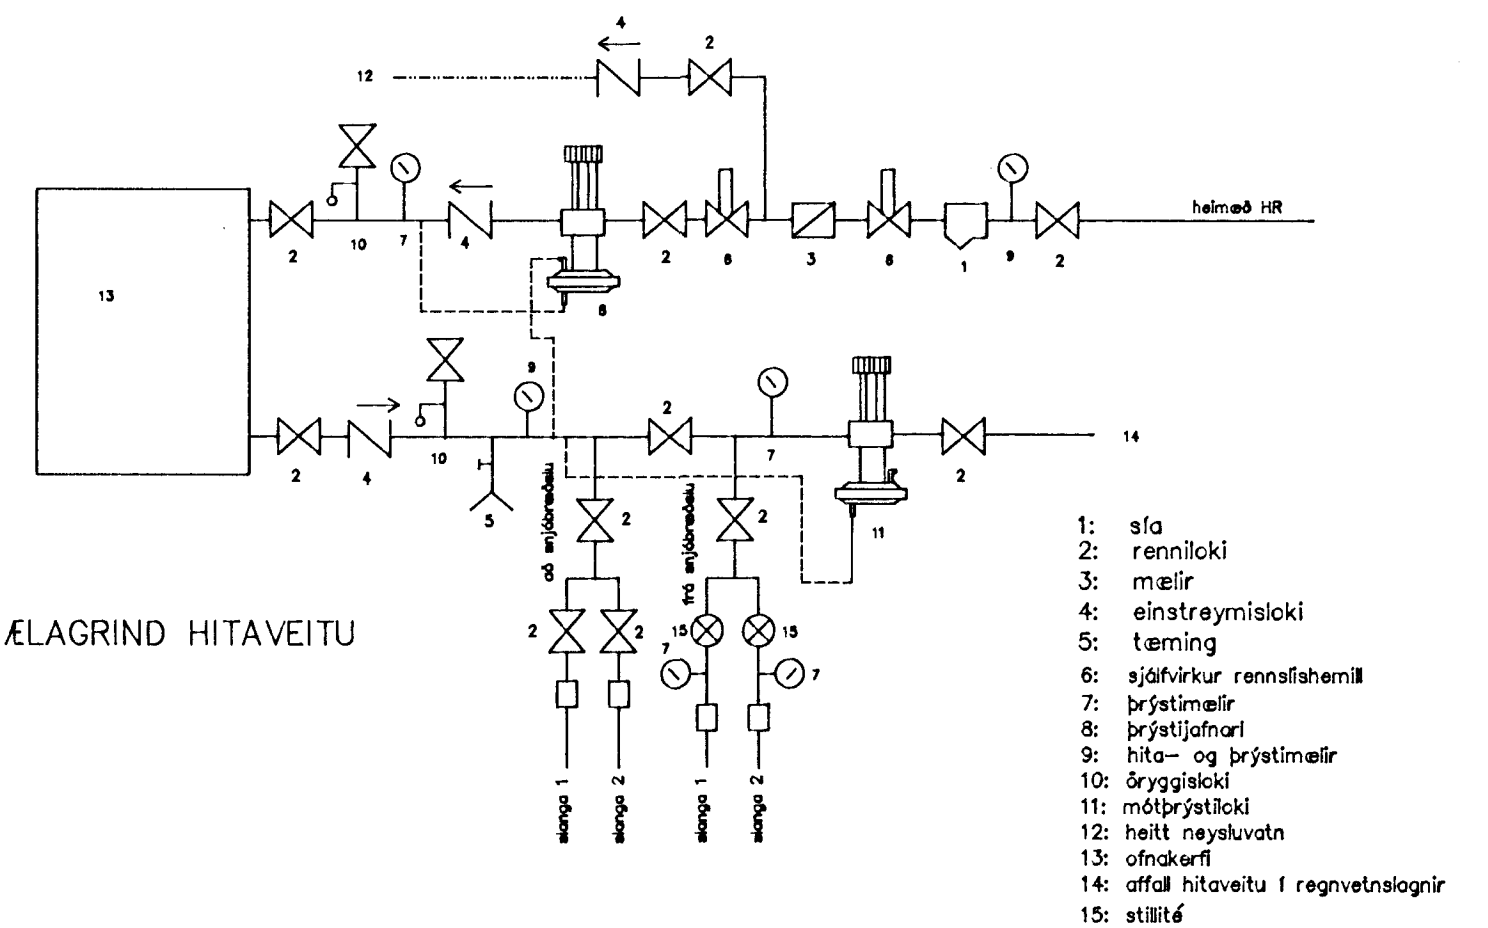 4
2
12
heimæð HR
2
10
7
4
2
6
3
6
1
9
2
13
8
9
2
2
4
10
5
7
2
14
11
að snjóbræðslu
frá snjóbræðslu
2
2
2
2
15
15
7
7
slanga 1
slanga 2
slanga 1
slanga 2
ÆLAGRIND HITAVEITU
1: sía
2: renniloki
3: mælir
4: einstreymisloki
5: tæming
6: sjálfvirkur rennslishemill
7: þrýstimælir
8: þrýstijafnari
9: hita- og þrýstimælir
10: öryggisloki
11: mótþrýstiloki
12: heitt neysluvatn
13: ofnakerfi
14: affall hitaveitu í regnvetnslagnir
15: stillité